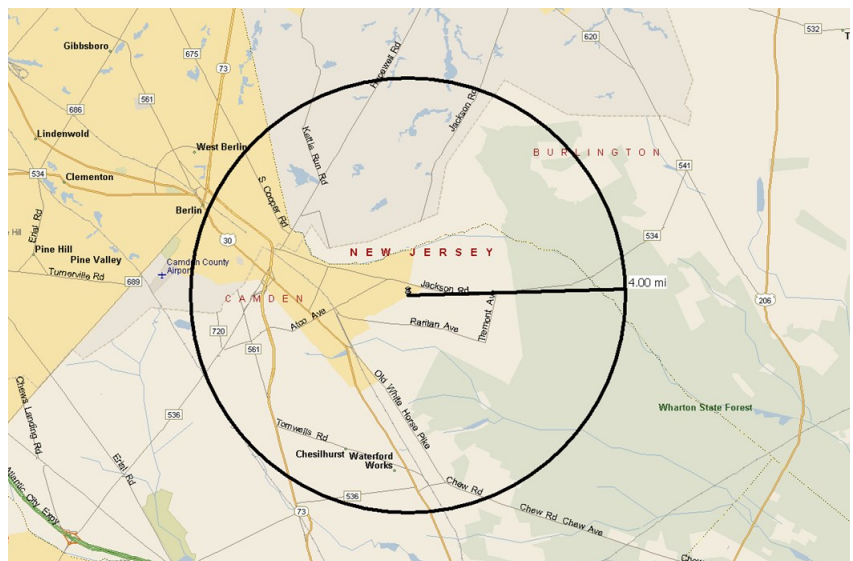 Gibbsboro
675
73
Hopewell Rd
620
532
T
561
686
Lindenwold
West Berlin
Kettle Run Rd
Jackson Rd
BURLINGTON
541
534
Clementon
S Cooper Rd
Berlin
Erial Rd
Hill
30
534
Pine Hill
Pine Valley
Camden County
Airport
NEW JERSEY
Turnerville Rd
689
Jackson Rd
4.00 mi
CAMDEN
206
Atco Ave
Raritan Ave
Tremont Ave
720
561
Old White Horse Pike
Chews Landing Rd
536
Wharton State Forest
Tomwells Rd
Chesilhurst
Waterford
Works
Erial Rd
Atlantic City Expy
536
Chew Rd
73
Chew Rd
Chew Ave
Chew